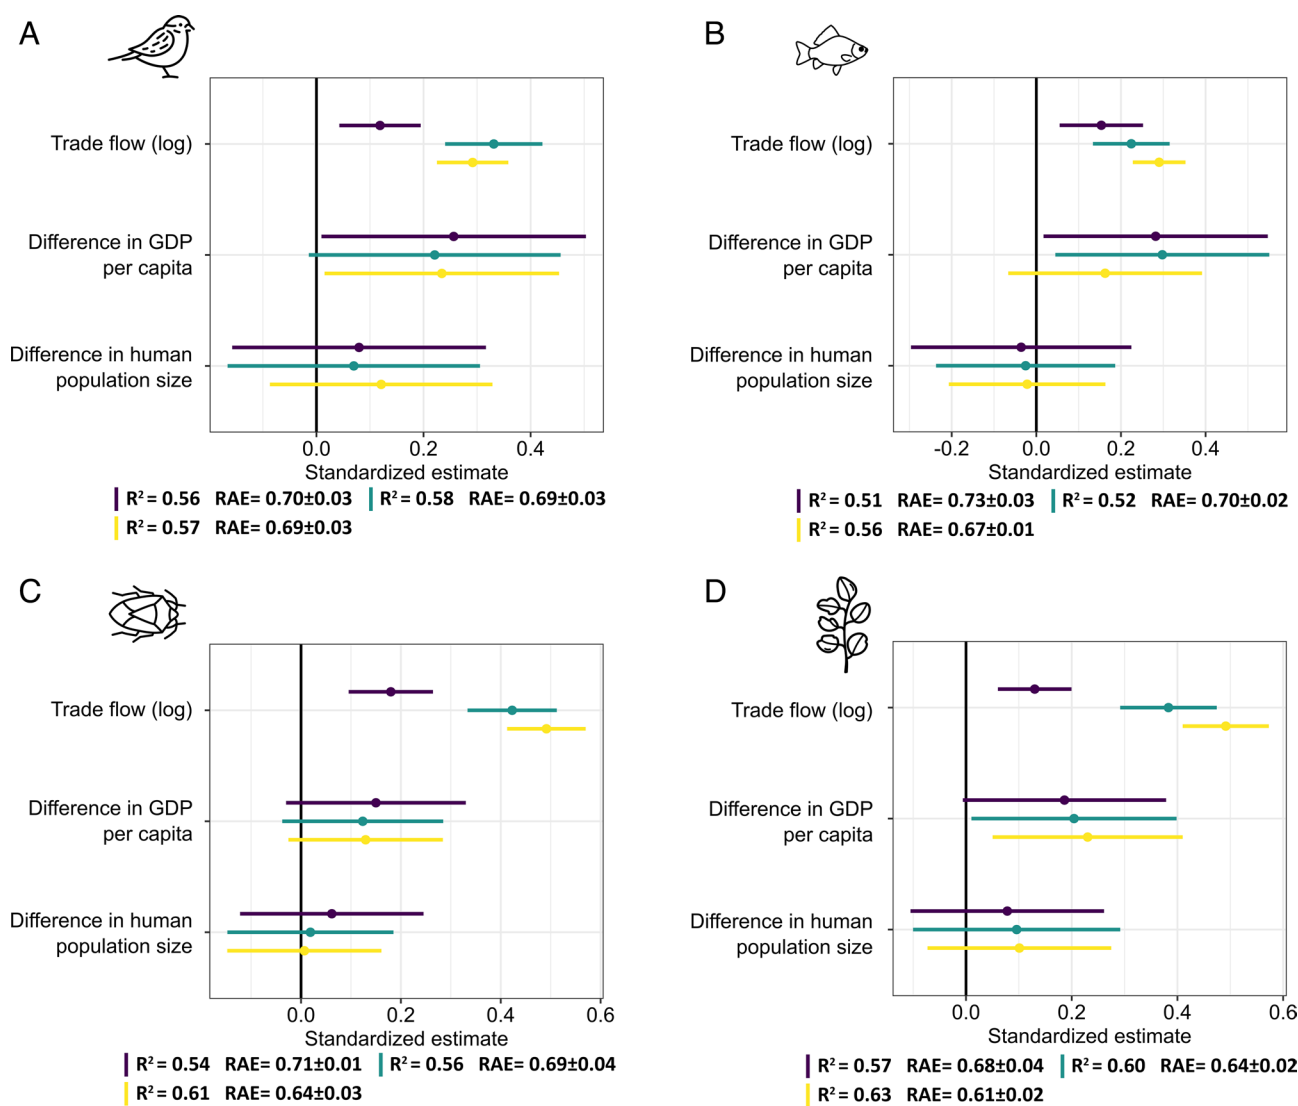 A
B
Trade flow (log)
Difference in GDP
per capita
Difference in human
population size
0.0 0.2 0.4
Standardized estimate
R² = 0.56 RAE= 0.70±0.03 R² = 0.58 RAE= 0.69±0.03
R² = 0.57 RAE= 0.69±0.03
Trade flow (log)
Difference in GDP
per capita
Difference in human
population size
-0.2 0.0 0.2 0.4
Standardized estimate
R² = 0.51 RAE= 0.73±0.03 R² = 0.52 RAE= 0.70±0.02
R² = 0.56 RAE= 0.67±0.01
C
D
Trade flow (log)
Difference in GDP
per capita
Difference in human
population size
0.0 0.2 0.4 0.6
Standardized estimate
R² = 0.54 RAE= 0.71±0.01 R² = 0.56 RAE= 0.69±0.04
R² = 0.61 RAE= 0.64±0.03
Trade flow (log)
Difference in GDP
per capita
Difference in human
population size
0.0 0.2 0.4 0.6
Standardized estimate
R² = 0.57 RAE= 0.68±0.04 R² = 0.60 RAE= 0.64±0.02
R² = 0.63 RAE= 0.61±0.02